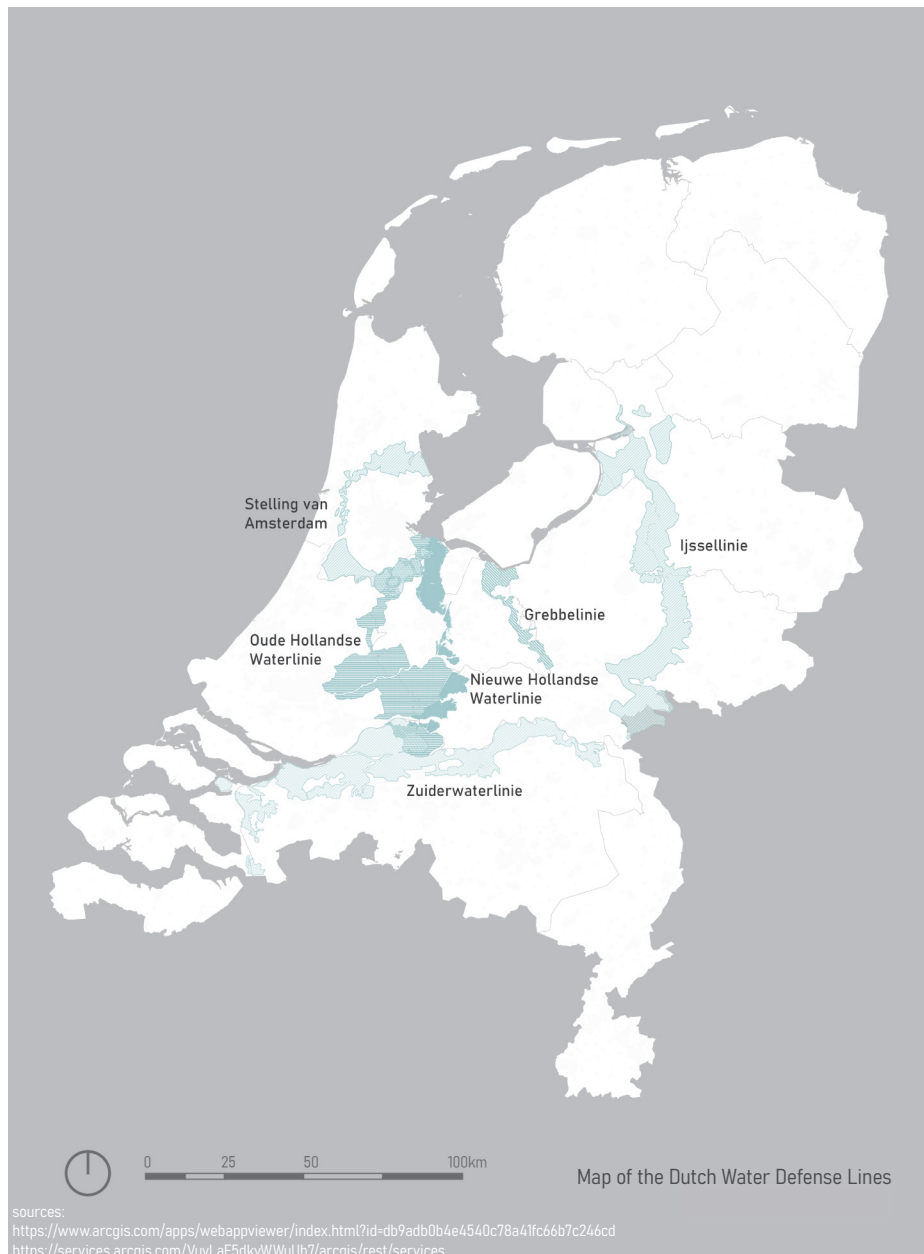 Stelling van
Amsterdam
Ijssellinie
Grebbelinie
Oude Hollandse
Waterlinie
Nieuwe Hollandse
Waterlinie
Zuiderwaterlinie
0 25 50 100km
Map of the Dutch Water Defense Lines
sources:
https://www.arcgis.com/apps/webappviewer/index.html?id=db9adb0b4e4540c78a41fc66b7c246cd